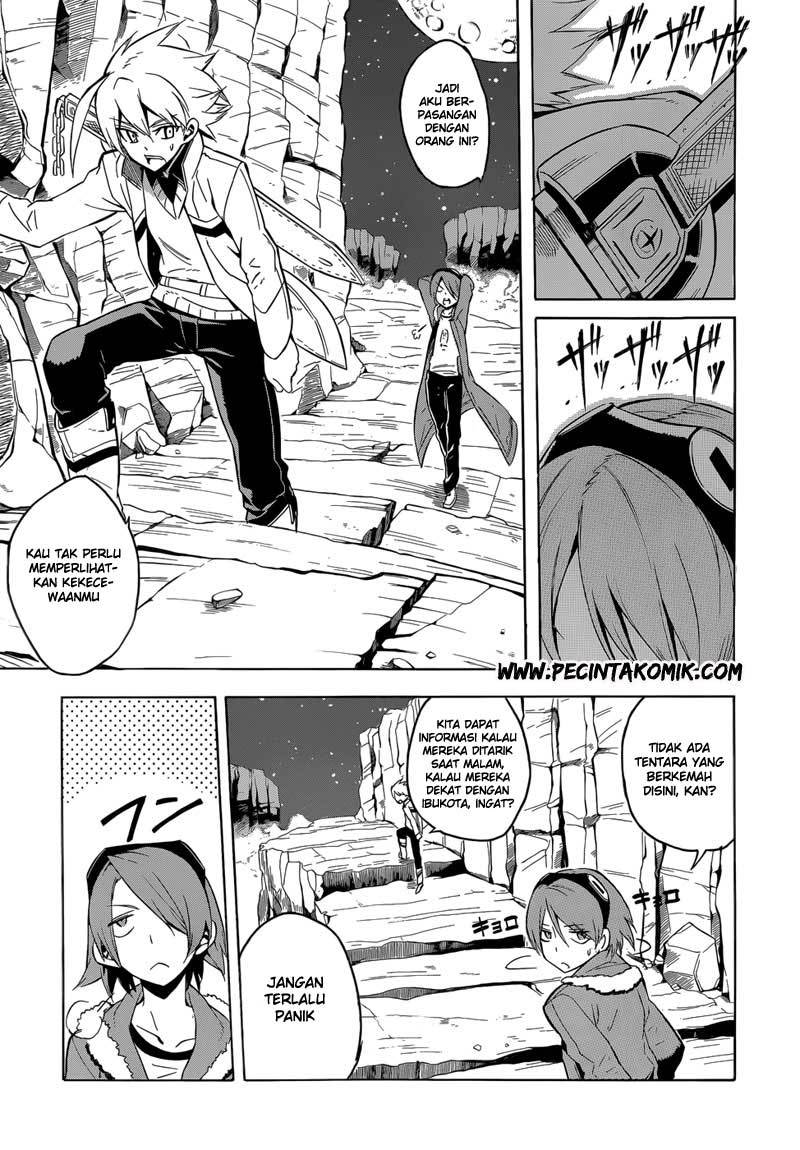 ザッ ザッ ザッ
ザッ ザッ ザッ
JADI
AKU BER-
PASANGAN
DENGAN
ORANG INI?
KAU TAK PERLU
MEMPERLIHAT-
KAN KEKECE-
WAANMU
WWW.PECINTAKOMIK.COM
TIDAK ADA
TENTARA YANG
BERKEMAH
DISINI, KAN?
キョロ
キョロ
KITA DAPAT
INFORMASI KALAU
MEREKA DITARIK
SAAT MALAM,
KALAU MEREKA
DEKAT DENGAN
IBUKOTA, INGAT?
JANGAN
TERLALU
PANIK
フン